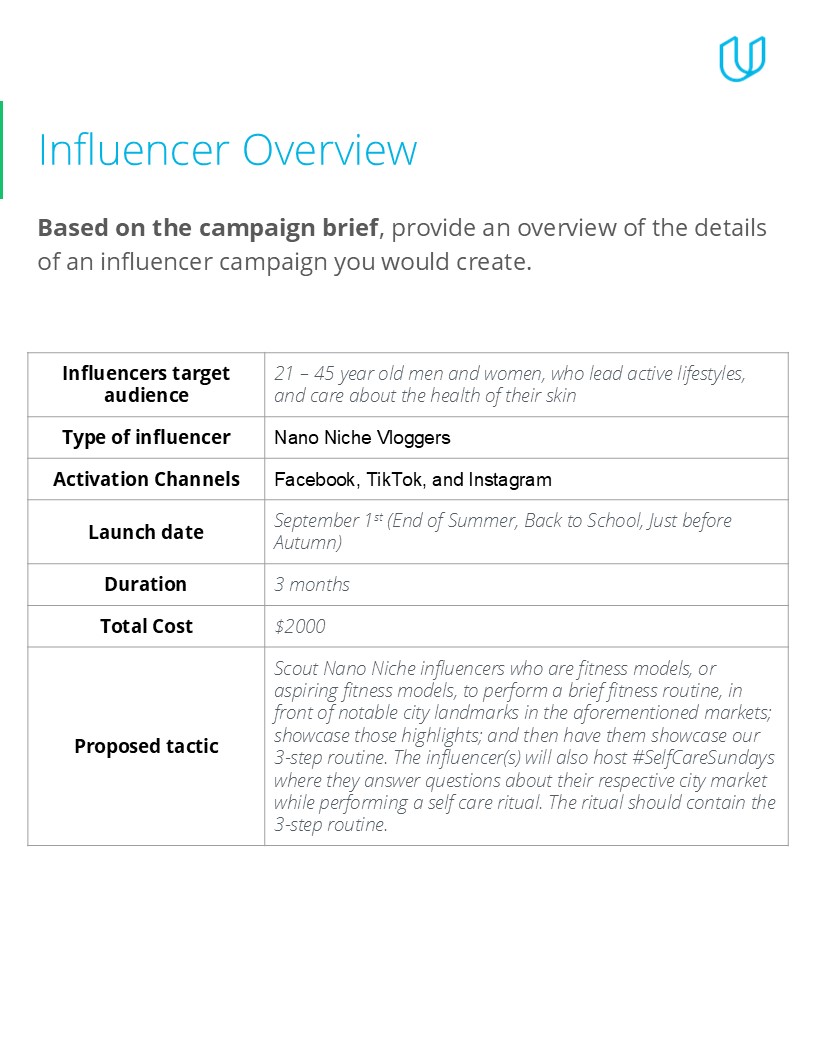 Influencer Overview
Based on the campaign brief, provide an overview of the details
of an influencer campaign you would create.
Influencers target
audience
21 – 45 year old men and women, who lead active lifestyles,
and care about the health of their skin
Type of influencer
Nano Niche Vloggers
Activation Channels
Facebook, TikTok, and Instagram
Launch date
September 1st (End of Summer, Back to School, Just before
Autumn)
Duration
3 months
Total Cost
$2000
Proposed tactic
Scout Nano Niche influencers who are fitness models, or
aspiring fitness models, to perform a brief fitness routine, in
front of notable city landmarks in the aforementioned markets;
showcase those highlights; and then have them showcase our
3-step routine. The influencer(s) will also host #SelfCareSundays
where they answer questions about their respective city market
while performing a self care ritual. The ritual should contain the
3-step routine.